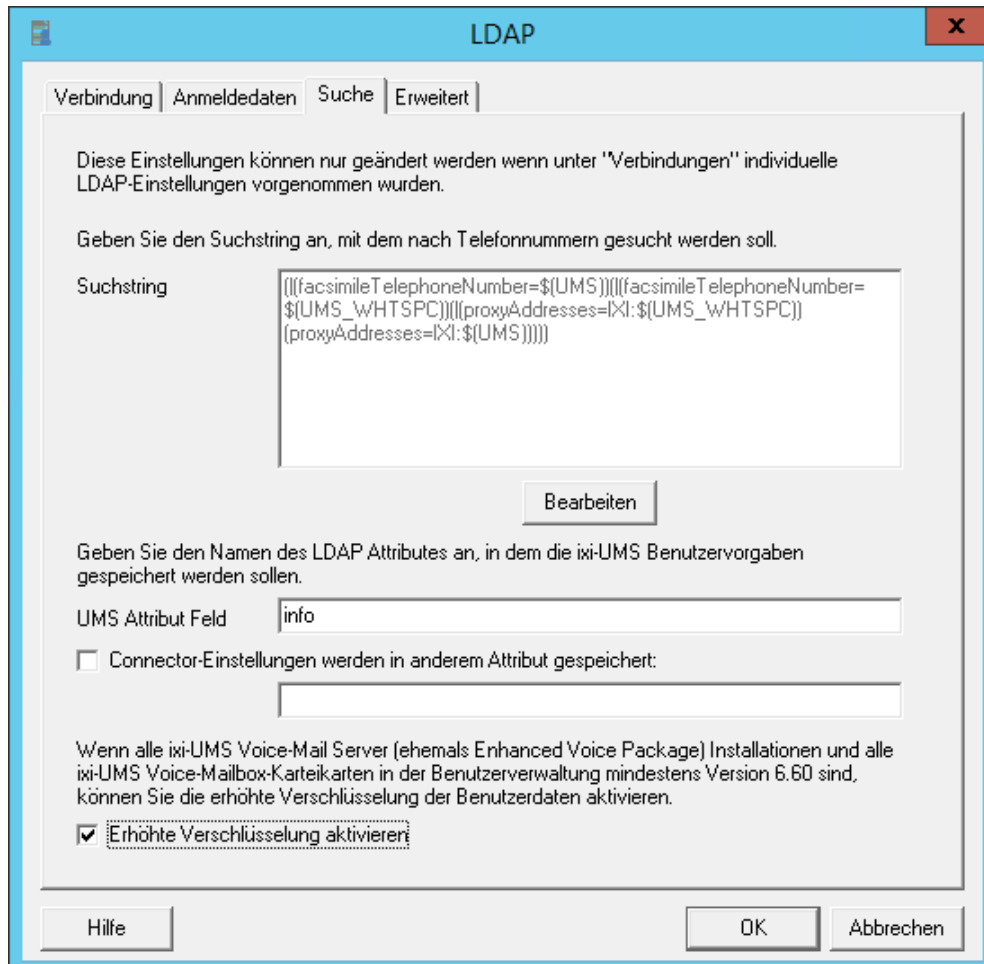 LDAP
x
Verbindung
Anmeldedaten
Suche
Erweitert
Diese Einstellungen können nur geändert werden wenn unter "Verbindungen" individuelle
LDAP-Einstellungen vorgenommen wurden.
Geben Sie den Suchstring an, mit dem nach Telefonnummern gesucht werden soll.
Suchstring
(|(facsimileTelephoneNumber=$(UMS))(|(facsimileTelephoneNumber=
$(UMS_WHTSPC))(|(proxyAddresses=IXI:$(UMS_WHTSPC))
(proxyAddresses=IXI:$(UMS)))))
Bearbeiten
Geben Sie den Namen des LDAP Attributes an, in dem die ixi-UMS Benutzervorgaben
gespeichert werden sollen.
UMS Attribut Feld
info
Connector-Einstellungen werden in anderem Attribut gespeichert:
Wenn alle ixi-UMS Voice-Mail Server (ehemals Enhanced Voice Package) Installationen und alle
ixi-UMS Voice-Mailbox-Karteikarten in der Benutzerverwaltung mindestens Version 6.60 sind,
können Sie die erhöhte Verschlüsselung der Benutzerdaten aktivieren.
Erhöhte Verschlüsselung aktivieren
Hilfe
OK
Abbrechen